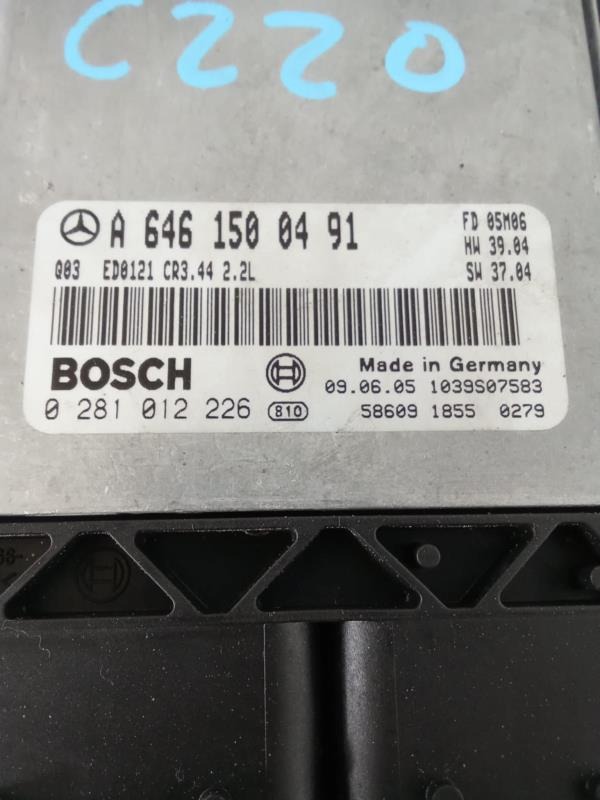 C220
A 646 150 04 91
FD 05M06
HW 39.04
Q03 ED0121 CR3.44 2.2L
SW 37.04
BOSCH
Made in Germany
09.06.05 1039S07583
0 281 012 226 810
586091 1855 0279